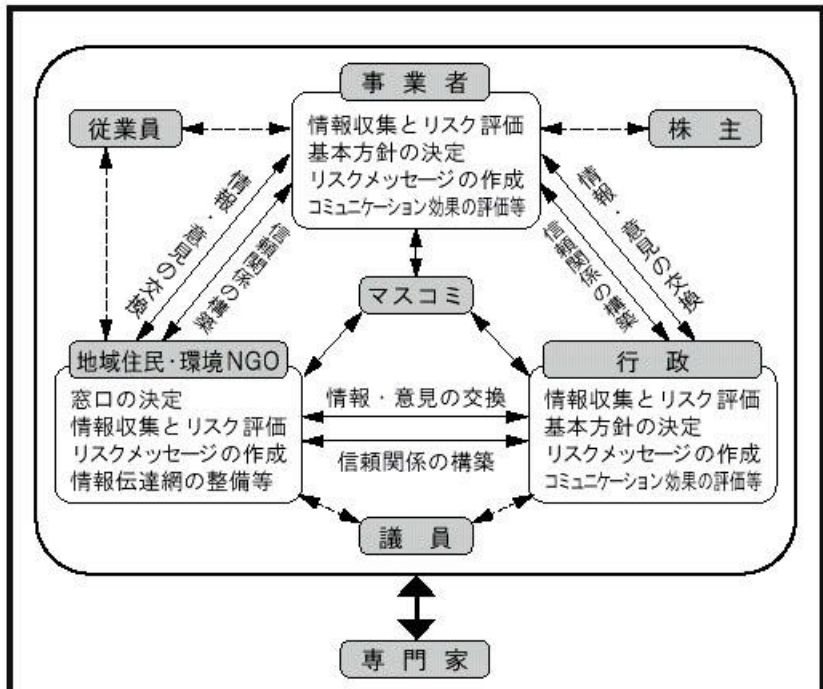 事業者
従業員
株主
情報収集とリスク評価
基本方針の決定
リスクメッセージの作成
コミュニケーション効果の評価等
情報・意見の交換
信頼関係の構築
信頼関係の構築
情報・意見の交換
マスコミ
地域住民・環境NGO
窓口の決定
情報収集とリスク評価
リスクメッセージの作成
情報伝達網の整備等
情報・意見の交換
信頼関係の構築
行政
情報収集とリスク評価
基本方針の決定
リスクメッセージの作成
コミュニケーション効果の評価等
議員
専門家